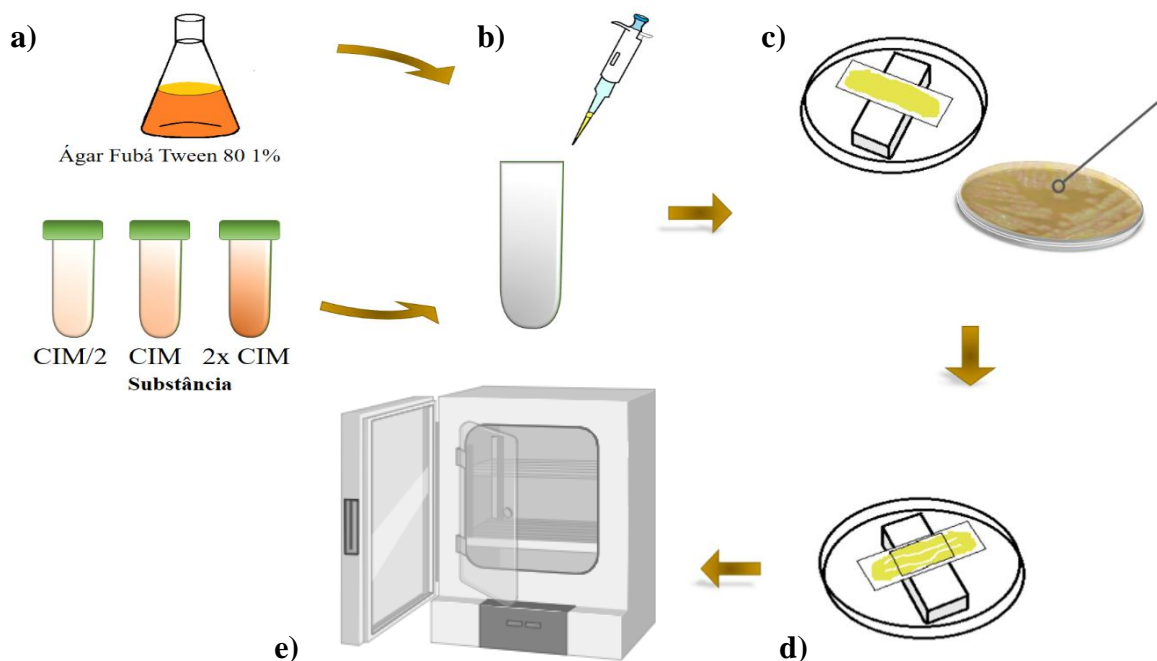 a)
b)
c)
Ágar Fubá Tween 80 1%
CIM/2 CIM 2x CIM
Substância
e)
d)